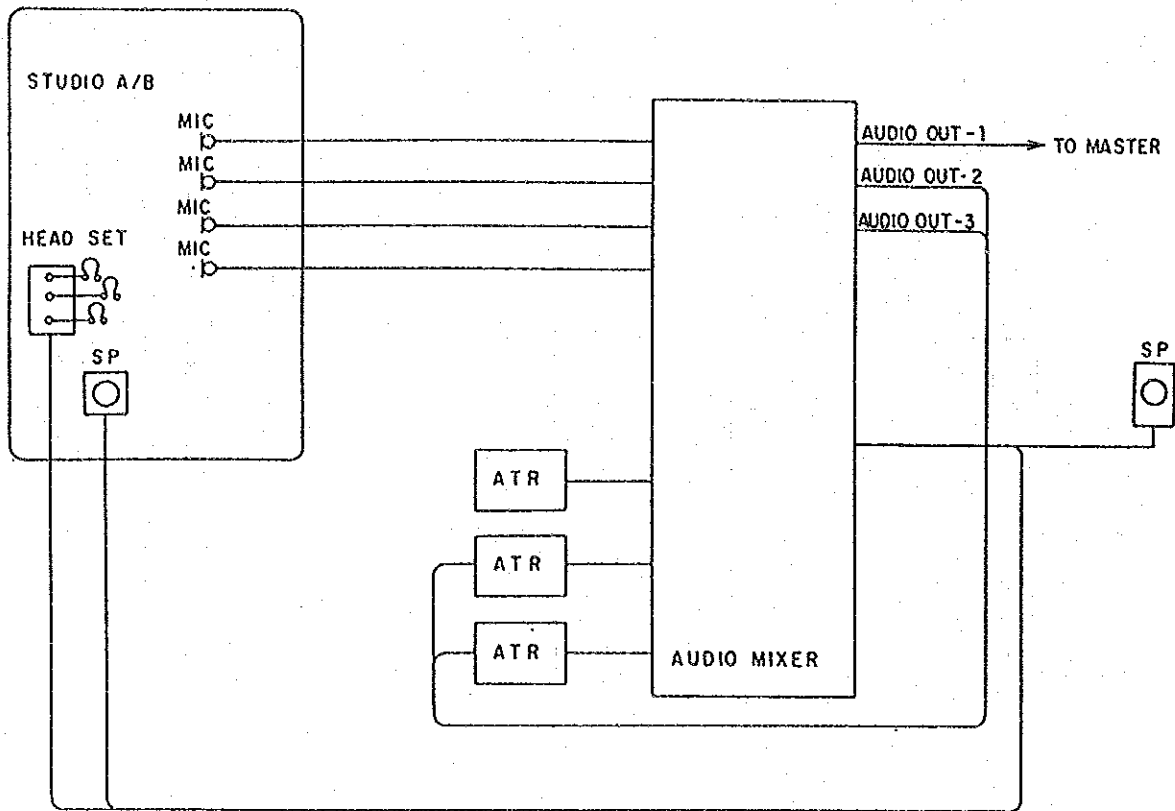 STUDIO A/B
MIC
MIC
MIC
MIC
HEAD SET
SP
AUDIO OUT-1
TO MASTER
AUDIO OUT-2
AUDIO OUT-3
SP
ATR
ATR
ATR
AUDIO MIXER